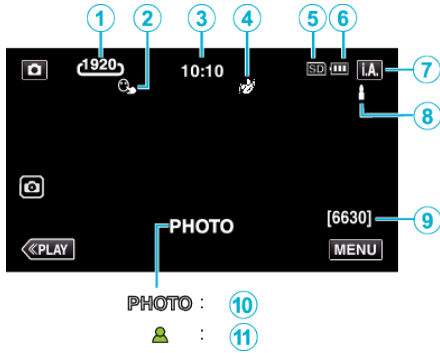 1 2 3 4 5 6
1920 10:10 SD i.A. 7
8
[6630] 9
PHOTO
≪PLAY MENU
PHOTO : 10
: 11